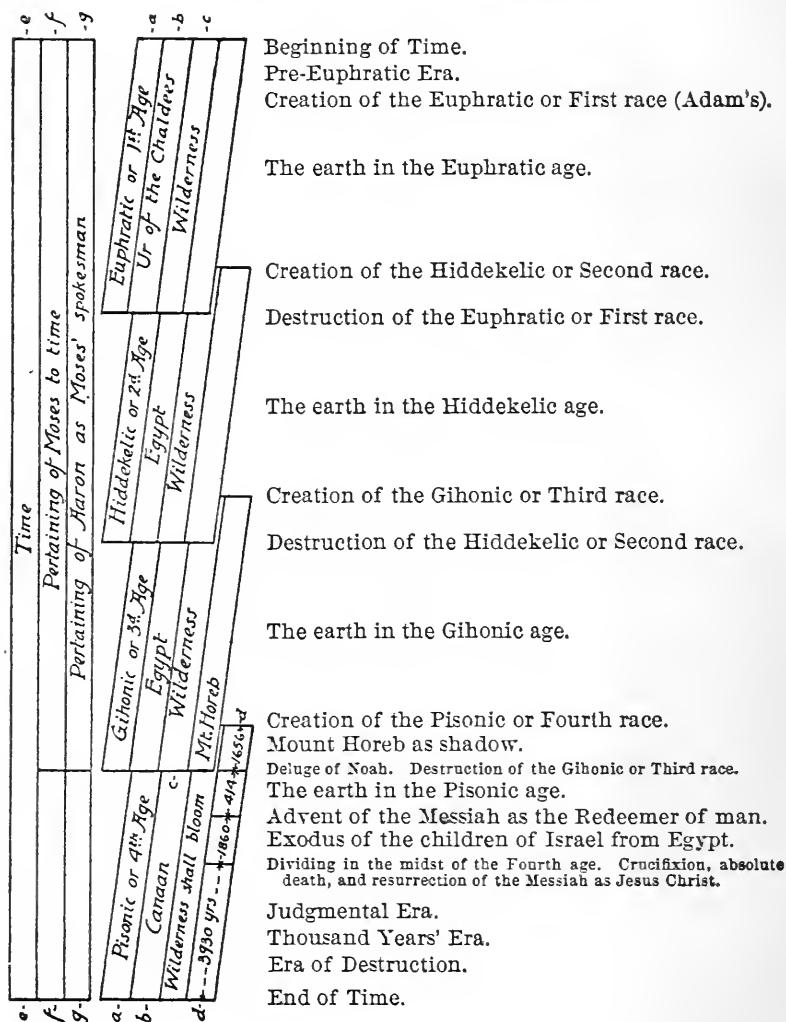 -e
-f
-g
-a
-b
-c
Time
Pertaining of Moses to time
Pertaining of Aaron as Moses' spokesman
Euphratic or 1st Age
Ur of the Chaldees
Wilderness
Hiddekelic or 2d Age
Egypt
Wilderness
Gihonic or 3d Age
Egypt
Wilderness
Mt. Horeb
Pisonic or 4th Age
Canaan
c-
Wilderness shall bloom
d---3930 yrs---1860---414---1656-d
e-
f-
g-
a-
b-
Beginning of Time.
Pre-Euphratic Era.
Creation of the Euphratic or First race (Adam's).
The earth in the Euphratic age.
Creation of the Hiddekelic or Second race.
Destruction of the Euphratic or First race.
The earth in the Hiddekelic age.
Creation of the Gihonic or Third race.
Destruction of the Hiddekelic or Second race.
The earth in the Gihonic age.
Creation of the Pisonic or Fourth race.
Mount Horeb as shadow.
Deluge of Noah. Destruction of the Gihonic or Third race.
The earth in the Pisonic age.
Advent of the Messiah as the Redeemer of man.
Exodus of the children of Israel from Egypt.
Dividing in the midst of the Fourth age. Crucifixion, absolute
death, and resurrection of the Messiah as Jesus Christ.
Judgmental Era.
Thousand Years' Era.
Era of Destruction.
End of Time.